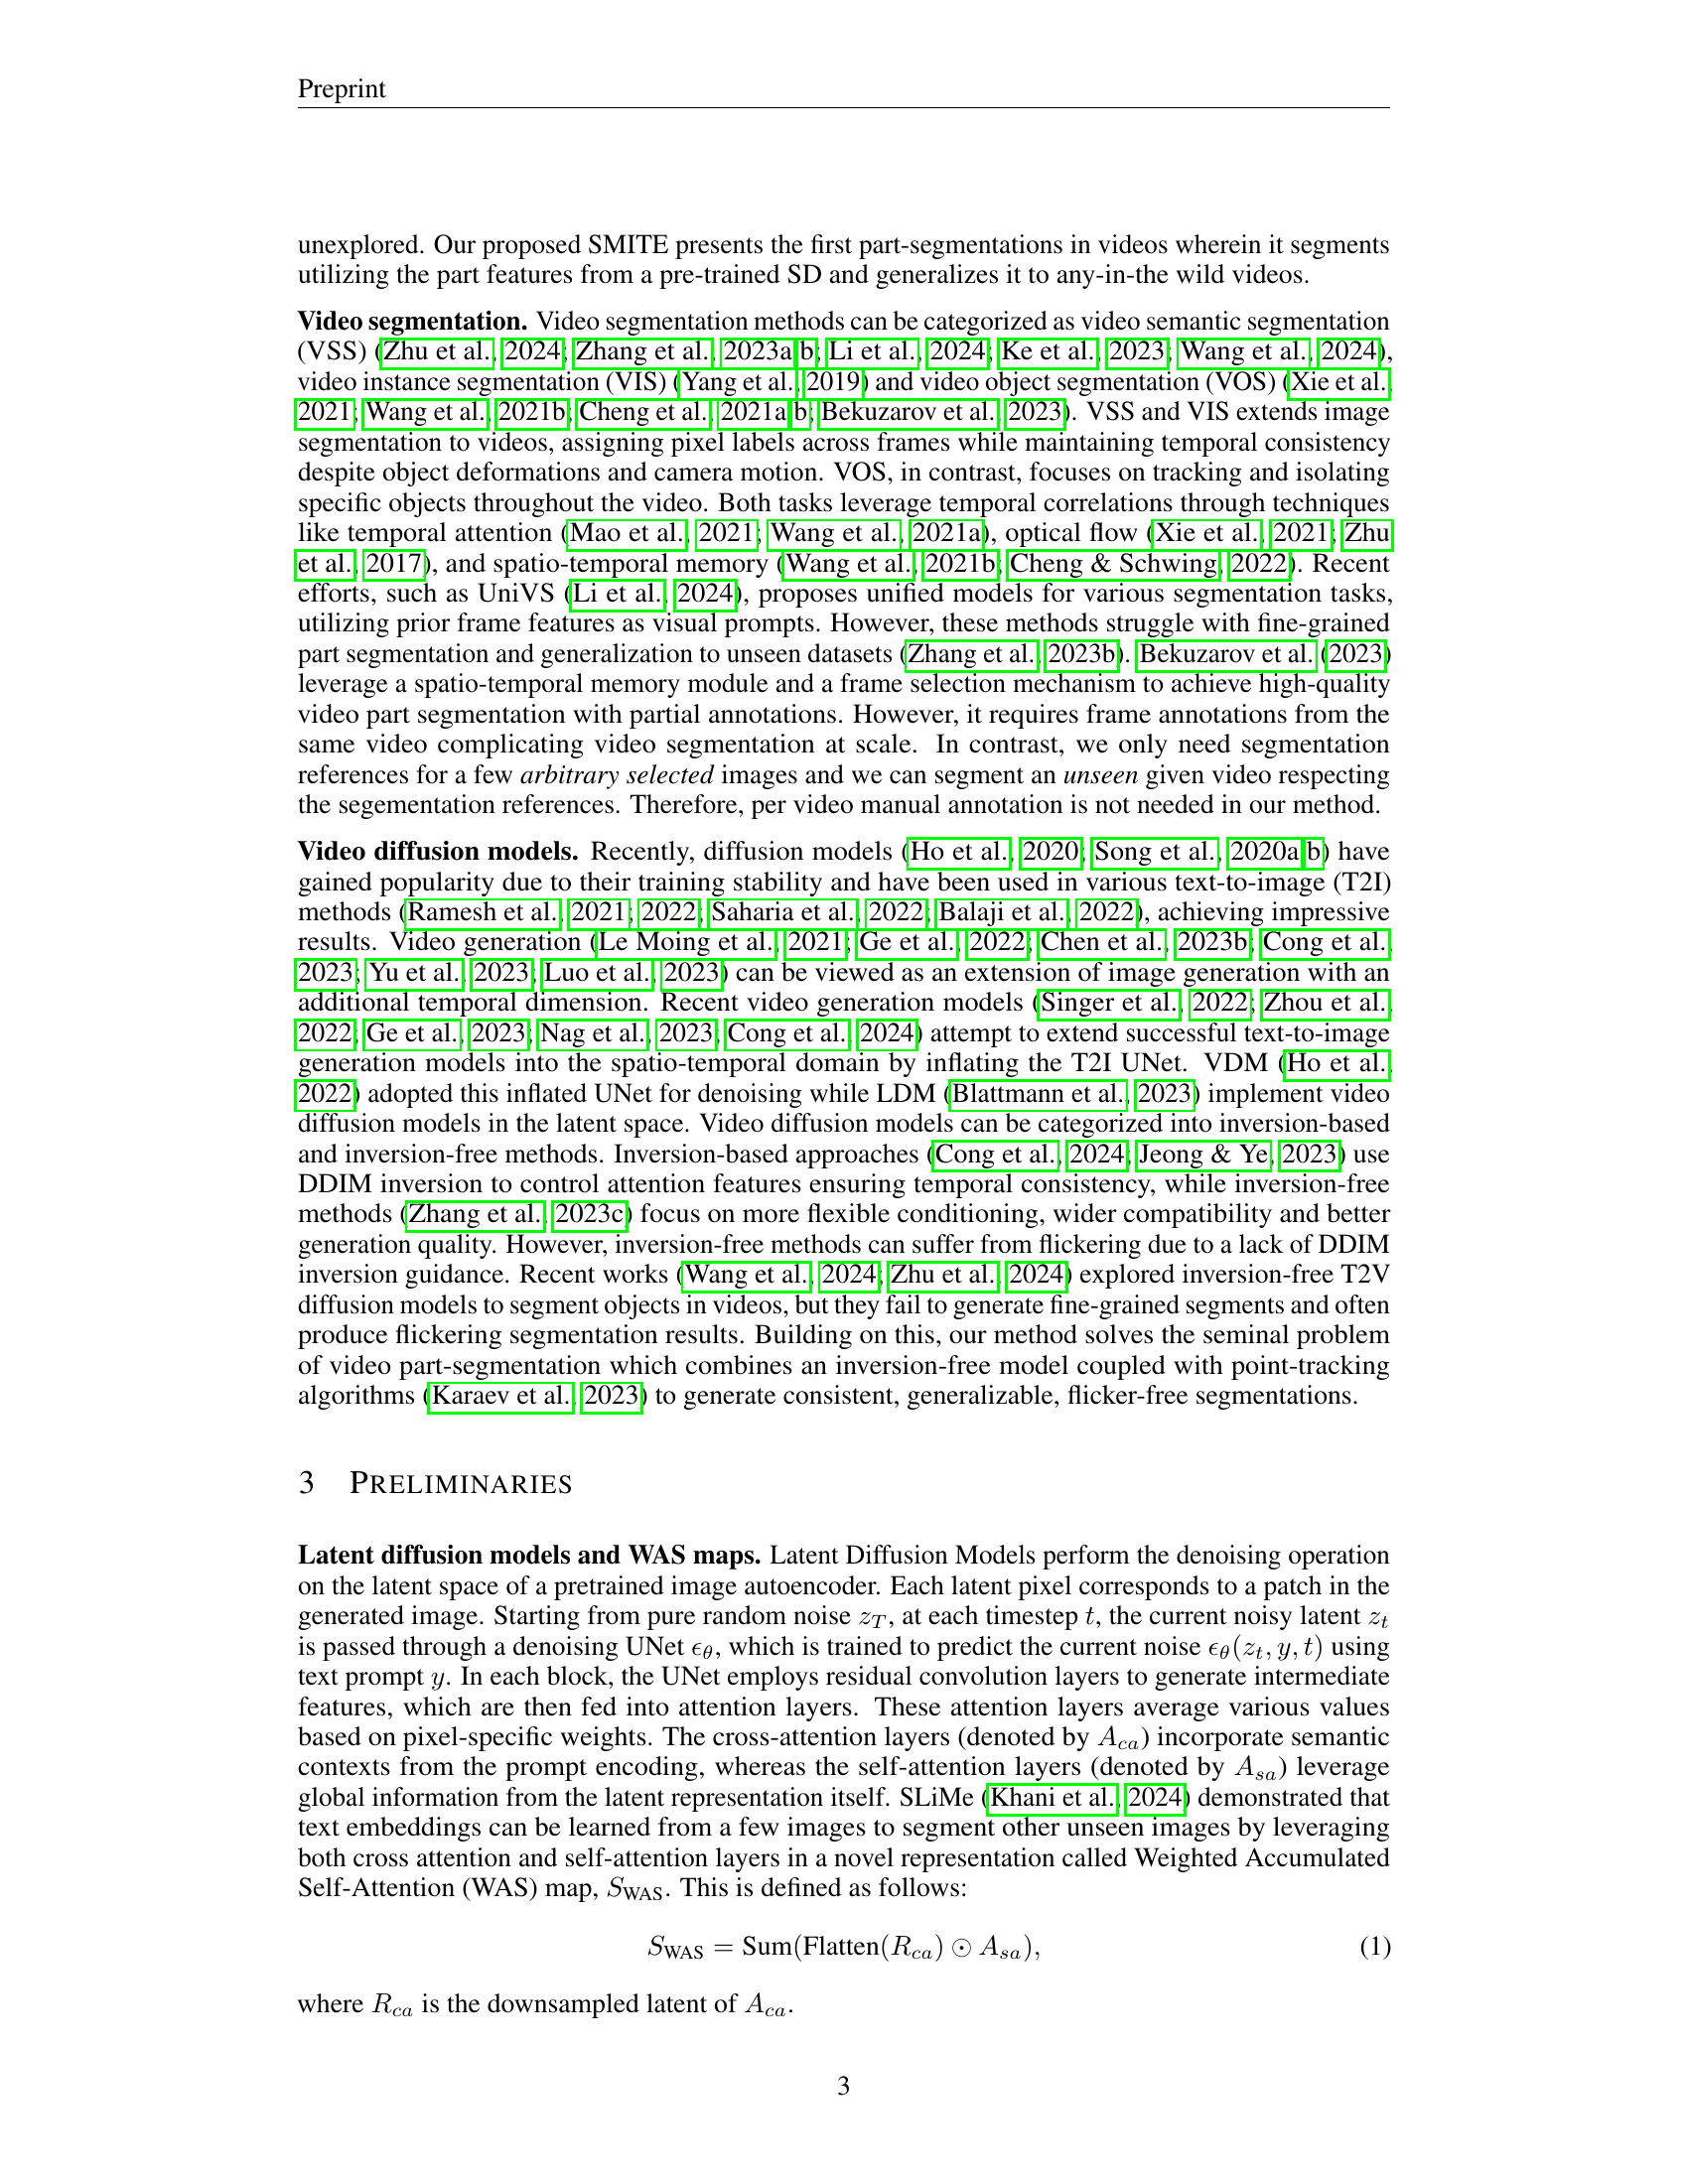 Preprint
unexplored. Our proposed SMITE presents the first part-segmentations in videos wherein it segments
utilizing the part features from a pre-trained SD and generalizes it to any-in-the wild videos.
Video segmentation. Video segmentation methods can be categorized as video semantic segmentation
(VSS) (Zhu et al., 2024; Zhang et al., 2023a;b; Li et al., 2024; Ke et al., 2023; Wang et al., 2024),
video instance segmentation (VIS) (Yang et al., 2019) and video object segmentation (VOS) (Xie et al.,
2021; Wang et al., 2021b; Cheng et al., 2021a;b; Bekuzarov et al., 2023). VSS and VIS extends image
segmentation to videos, assigning pixel labels across frames while maintaining temporal consistency
despite object deformations and camera motion. VOS, in contrast, focuses on tracking and isolating
specific objects throughout the video. Both tasks leverage temporal correlations through techniques
like temporal attention (Mao et al., 2021; Wang et al., 2021a), optical flow (Xie et al., 2021; Zhu
et al., 2017), and spatio-temporal memory (Wang et al., 2021b; Cheng & Schwing, 2022). Recent
efforts, such as UniVS (Li et al., 2024), proposes unified models for various segmentation tasks,
utilizing prior frame features as visual prompts. However, these methods struggle with fine-grained
part segmentation and generalization to unseen datasets (Zhang et al., 2023b). Bekuzarov et al. (2023)
leverage a spatio-temporal memory module and a frame selection mechanism to achieve high-quality
video part segmentation with partial annotations. However, it requires frame annotations from the
same video complicating video segmentation at scale. In contrast, we only need segmentation
references for a few arbitrary selected images and we can segment an unseen given video respecting
the segementation references. Therefore, per video manual annotation is not needed in our method.
Video diffusion models. Recently, diffusion models (Ho et al., 2020; Song et al., 2020a;b) have
gained popularity due to their training stability and have been used in various text-to-image (T2I)
methods (Ramesh et al., 2021; 2022; Saharia et al., 2022; Balaji et al., 2022), achieving impressive
results. Video generation (Le Moing et al., 2021; Ge et al., 2022; Chen et al., 2023b; Cong et al.,
2023; Yu et al., 2023; Luo et al., 2023) can be viewed as an extension of image generation with an
additional temporal dimension. Recent video generation models (Singer et al., 2022; Zhou et al.,
2022; Ge et al., 2023; Nag et al., 2023; Cong et al., 2024) attempt to extend successful text-to-image
generation models into the spatio-temporal domain by inflating the T2I UNet. VDM (Ho et al.,
2022) adopted this inflated UNet for denoising while LDM (Blattmann et al., 2023) implement video
diffusion models in the latent space. Video diffusion models can be categorized into inversion-based
and inversion-free methods. Inversion-based approaches (Cong et al., 2024; Jeong & Ye, 2023) use
DDIM inversion to control attention features ensuring temporal consistency, while inversion-free
methods (Zhang et al., 2023c) focus on more flexible conditioning, wider compatibility and better
generation quality. However, inversion-free methods can suffer from flickering due to a lack of DDIM
inversion guidance. Recent works (Wang et al., 2024; Zhu et al., 2024) explored inversion-free T2V
diffusion models to segment objects in videos, but they fail to generate fine-grained segments and often
produce flickering segmentation results. Building on this, our method solves the seminal problem
of video part-segmentation which combines an inversion-free model coupled with point-tracking
algorithms (Karaev et al., 2023) to generate consistent, generalizable, flicker-free segmentations.
3 PRELIMINARIES
Latent diffusion models and WAS maps. Latent Diffusion Models perform the denoising operation
on the latent space of a pretrained image autoencoder. Each latent pixel corresponds to a patch in the
generated image. Starting from pure random noise z_T, at each timestep t, the current noisy latent z_t
is passed through a denoising UNet ϵ_θ, which is trained to predict the current noise ϵ_θ(z_t, y, t) using
text prompt y. In each block, the UNet employs residual convolution layers to generate intermediate
features, which are then fed into attention layers. These attention layers average various values
based on pixel-specific weights. The cross-attention layers (denoted by A_ca) incorporate semantic
contexts from the prompt encoding, whereas the self-attention layers (denoted by A_sa) leverage
global information from the latent representation itself. SLiMe (Khani et al., 2024) demonstrated that
text embeddings can be learned from a few images to segment other unseen images by leveraging
both cross attention and self-attention layers in a novel representation called Weighted Accumulated
Self-Attention (WAS) map, S_WAS. This is defined as follows:
S_WAS = Sum(Flatten(R_ca) ⊙ A_sa), (1)
where R_ca is the downsampled latent of A_ca.
3